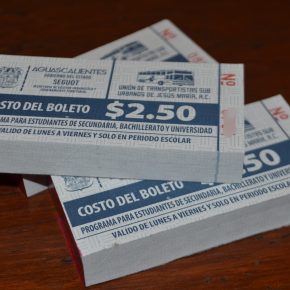 AGUASCALIENTES
GOBIERNO DEL ESTADO
SEGUOT
UNIÓN DE TRANSPORTISTAS SUB
URBANOS DE JESÚS MARÍA, A.C.
Nº
COSTO DEL BOLETO $2.50
PROGRAMA PARA ESTUDIANTES DE SECUNDARIA, BACHILLERATO Y UNIVERSIDAD
VALIDO DE LUNES A VIERNES Y SOLO EN PERIODO ESCOLAR
Nº
COSTO DEL BOLETO $2.50
PROGRAMA PARA ESTUDIANTES DE SECUNDARIA, BACHILLERATO Y UNIVERSIDAD
VALIDO DE LUNES A VIERNES Y SOLO EN PERIODO ESCOLAR